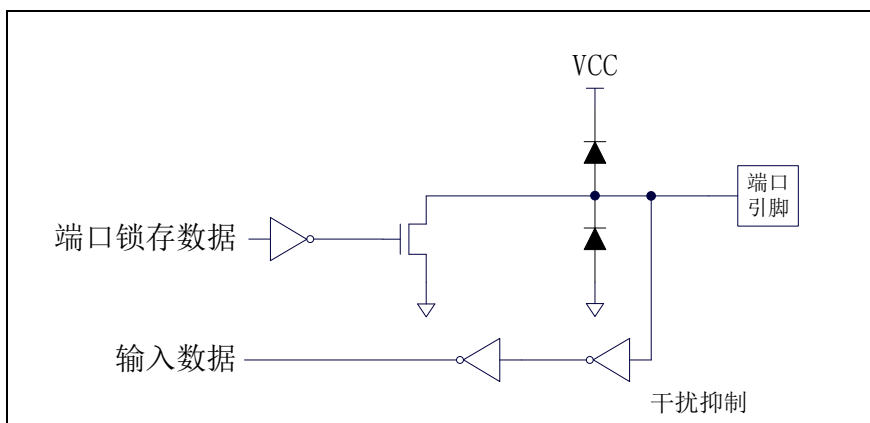 VCC
端口
引脚
端口锁存数据
输入数据
干扰抑制